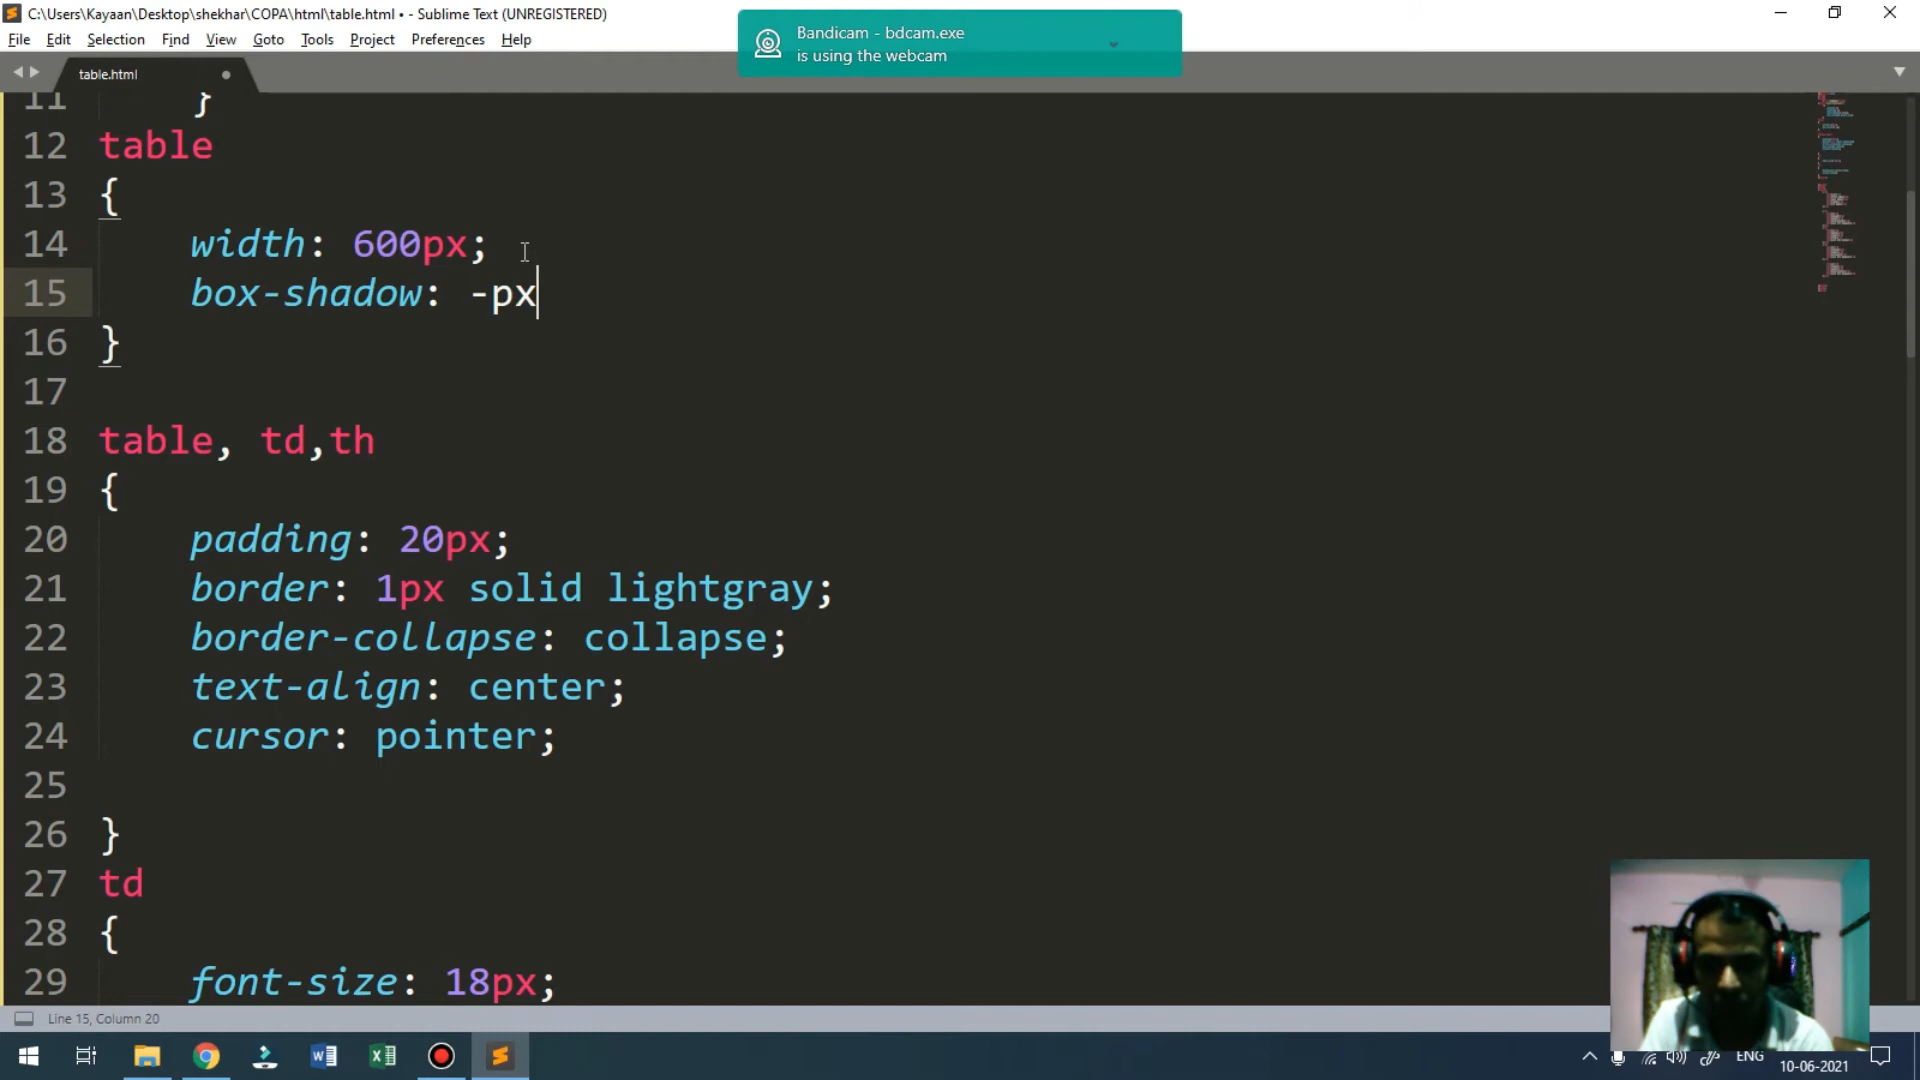 C:\Users\Kayaan\Desktop\shekhar\COPA\html\table.html • - Sublime Text (UNREGISTERED)
File Edit Selection Find View Goto Tools Project Preferences Help
Bandicam - bdcam.exe
is using the webcam
table.html
11 }
12 table
13 {
14 width: 600px;
15 box-shadow: -px
16 }
17
18 table, td,th
19 {
20 padding: 20px;
21 border: 1px solid lightgray;
22 border-collapse: collapse;
23 text-align: center;
24 cursor: pointer;
25
26 }
27 td
28 {
29 font-size: 18px;
Line 15, Column 20
ENG
10-06-2021